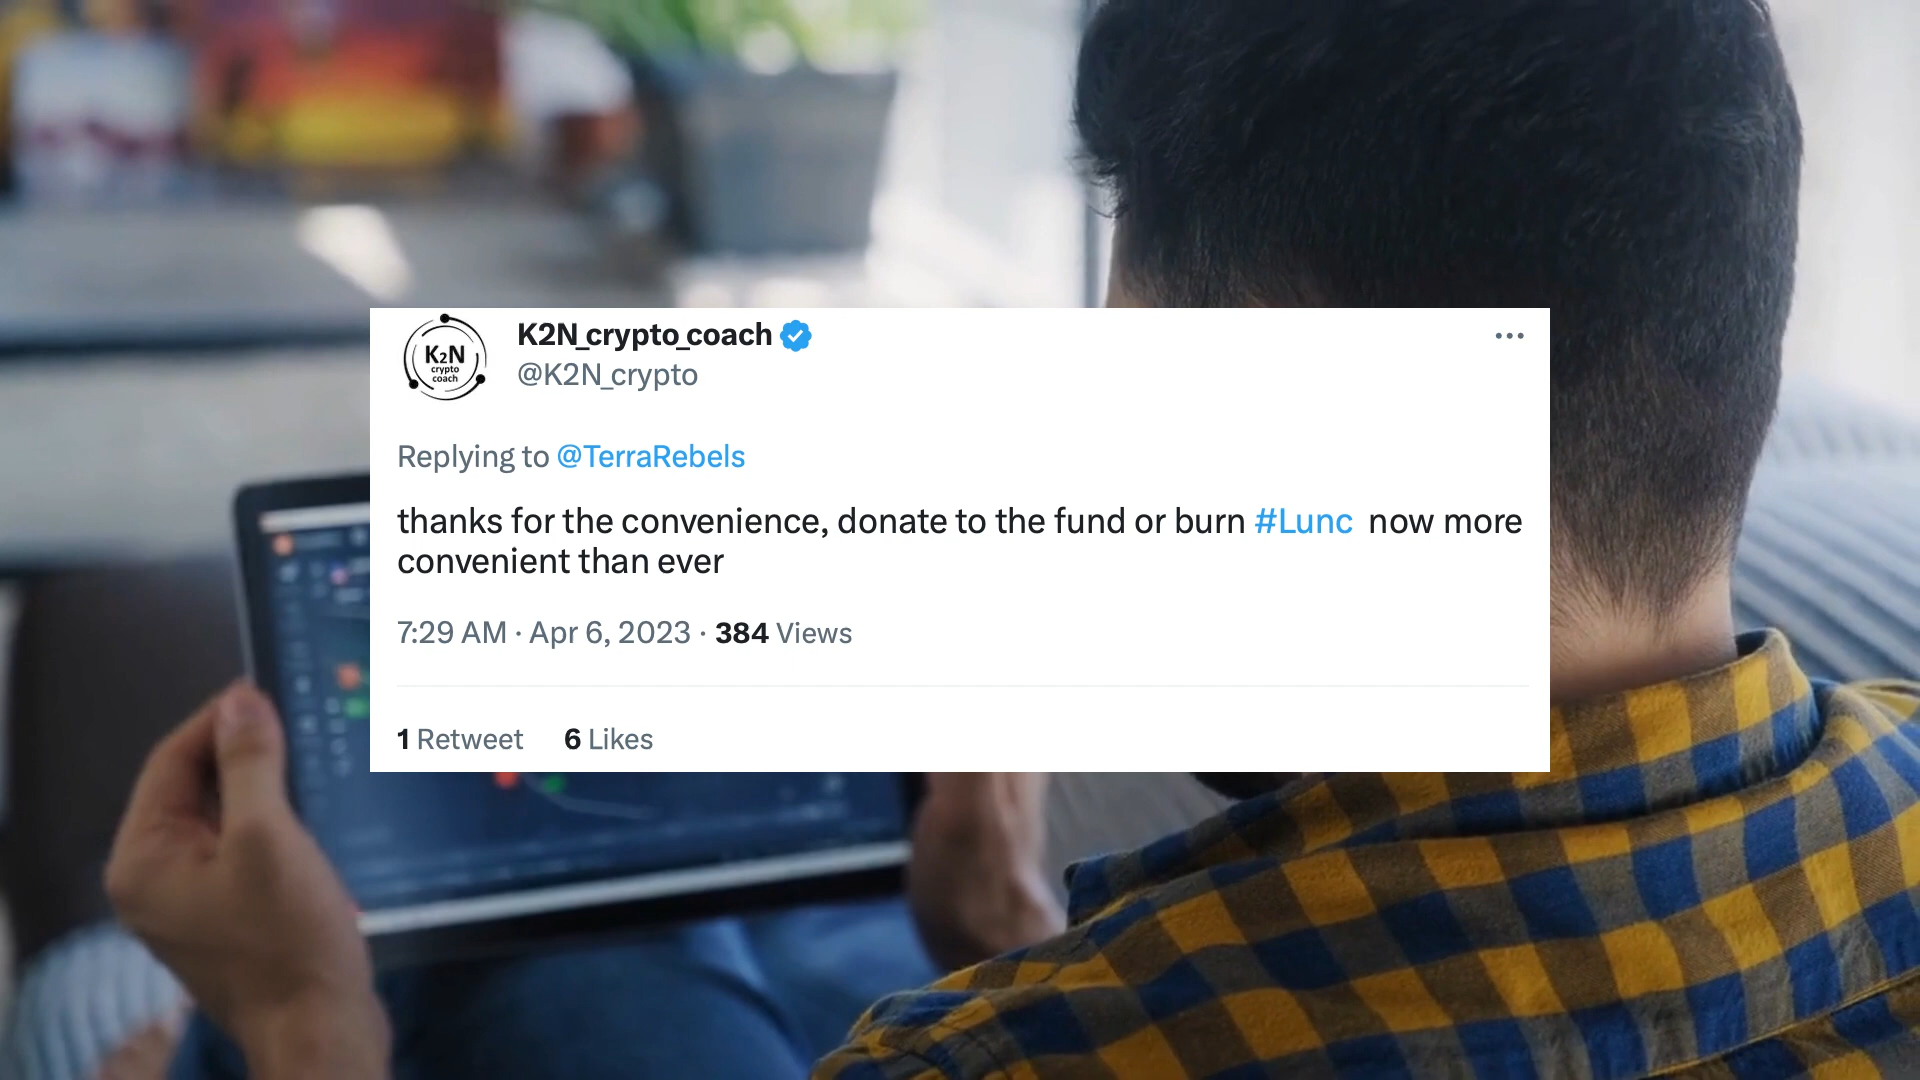 K2N
crypto
coach
K2N_crypto_coach
@K2N_crypto
Replying to @TerraRebels
thanks for the convenience, donate to the fund or burn #Lunc now more
convenient than ever
7:29 AM · Apr 6, 2023 · 384 Views
1 Retweet 6 Likes